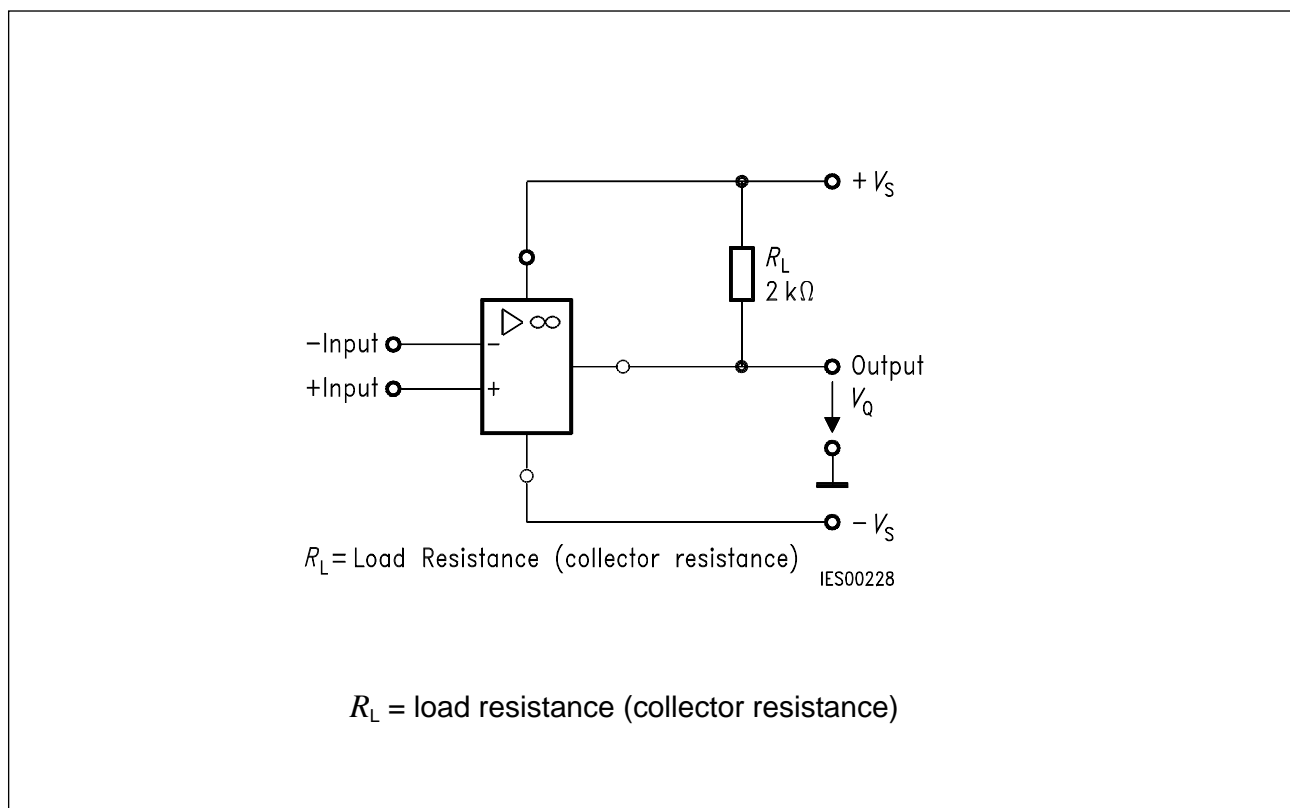 + V_S
R_L
2 kΩ
▷ ∞
−Input
−
+Input
+
Output
V_Q
− V_S
R_L = Load Resistance (collector resistance)
IES00228
R_L = load resistance (collector resistance)